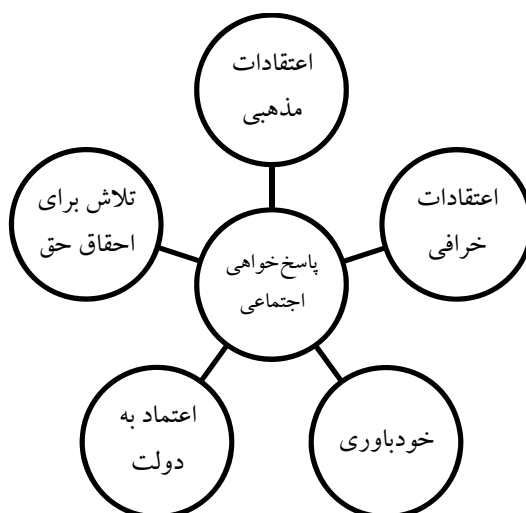 اعتقادات
مذهبی
اعتقادات
خرافی
تلاش برای
احقاق حق
پاسخ‌خواهی
اجتماعی
خودباوری
اعتماد به
دولت